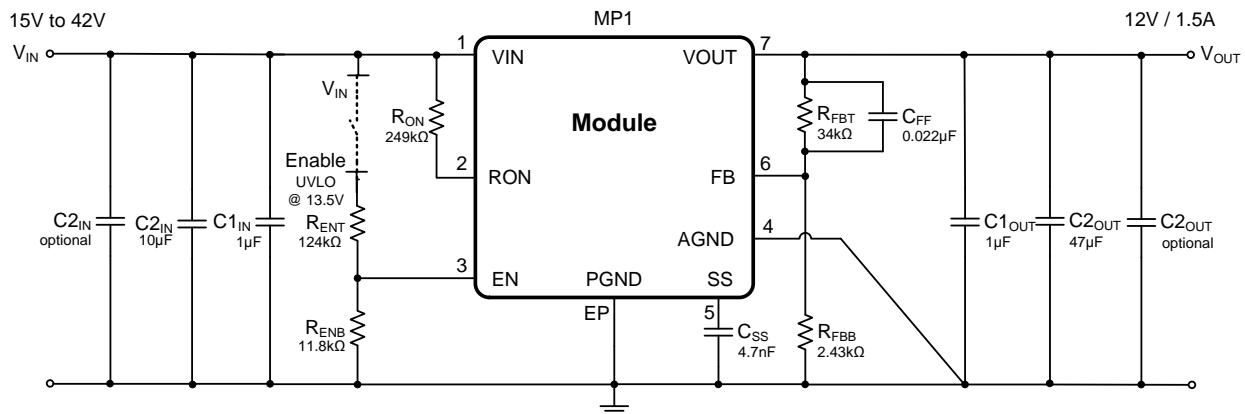 15V to 42V
MP1
12V / 1.5A
VIN
1
VIN
VOUT
7
VOUT
VIN
RON
249kΩ
Module
RFBT
34kΩ
CFF
0.022µF
Enable
UVLO
@ 13.5V
2
RON
FB
6
C2IN
optional
C2IN
10µF
C1IN
1µF
RENT
124kΩ
AGND
4
C1OUT
1µF
C2OUT
47µF
C2OUT
optional
3
EN
PGND
SS
EP
5
RENB
11.8kΩ
CSS
4.7nF
RFBB
2.43kΩ